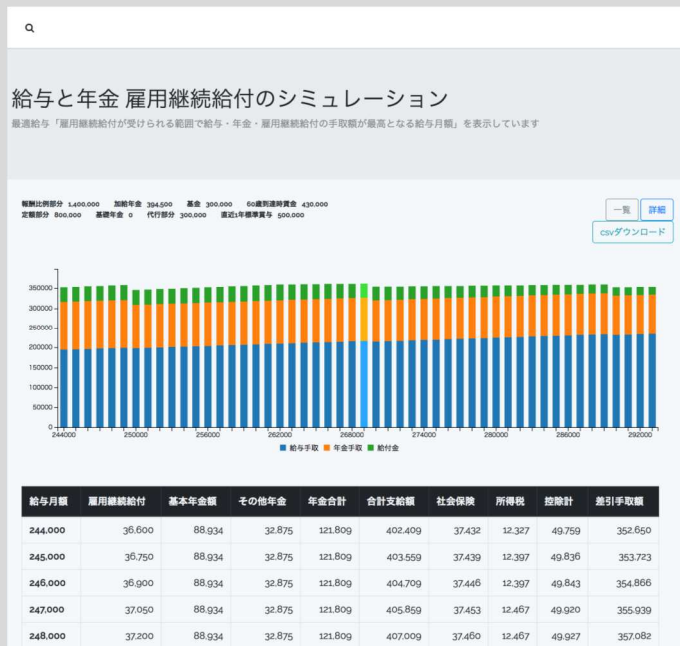 給与と年金 雇用継続給付のシミュレーション
最適給与「雇用継続給付が受けられる範囲で給与・年金・雇用継続給付の手取額が最高となる給与月額」を表示しています
報酬比例部分 1,400,000 加給年金 394,500 基金 300,000 60歳到達時賃金 430,000
定額部分 800,000 基礎年金 0 代行部分 300,000 直近1年標準賞与 500,000
一覧 詳細
csvダウンロード
350000
300000
250000
200000
150000
100000
50000
0
244000 250000 256000 262000 268000 274000 280000 286000 292000
給与手取 年金手取 給付金
給与月額 雇用継続給付 基本年金額 その他年金 年金合計 合計支給額 社会保険 所得税 控除計 差引手取額
244,000 36,600 88,934 32,875 121,809 402,409 37,432 12,327 49,759 352,650
245,000 36,750 88,934 32,875 121,809 403,559 37,439 12,397 49,836 353,723
246,000 36,900 88,934 32,875 121,809 404,709 37,446 12,397 49,843 354,866
247,000 37,050 88,934 32,875 121,809 405,859 37,453 12,467 49,920 355,939
248,000 37,200 88,934 32,875 121,809 407,009 37,460 12,467 49,927 357,082